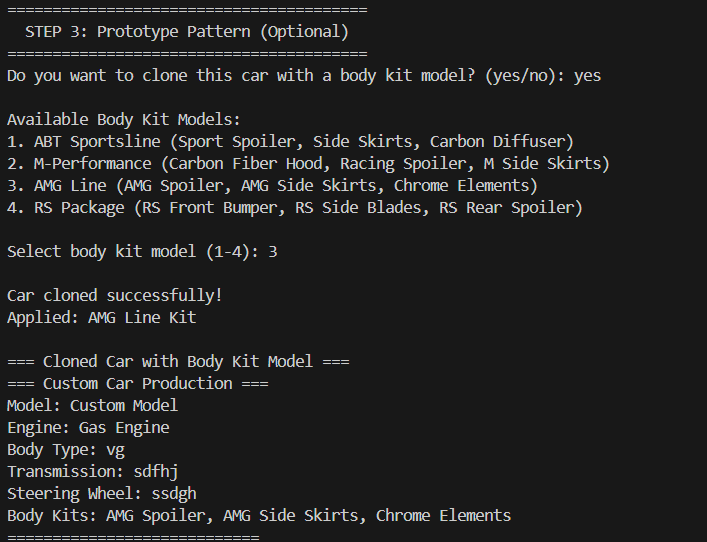 ========================================
STEP 3: Prototype Pattern (Optional)
========================================
Do you want to clone this car with a body kit model? (yes/no): yes
Available Body Kit Models:
1. ABT Sportsline (Sport Spoiler, Side Skirts, Carbon Diffuser)
2. M-Performance (Carbon Fiber Hood, Racing Spoiler, M Side Skirts)
3. AMG Line (AMG Spoiler, AMG Side Skirts, Chrome Elements)
4. RS Package (RS Front Bumper, RS Side Blades, RS Rear Spoiler)
Select body kit model (1-4): 3
Car cloned successfully!
Applied: AMG Line Kit
=== Cloned Car with Body Kit Model ===
=== Custom Car Production ===
Model: Custom Model
Engine: Gas Engine
Body Type: vg
Transmission: sdfhj
Steering Wheel: ssdgh
Body Kits: AMG Spoiler, AMG Side Skirts, Chrome Elements
============================